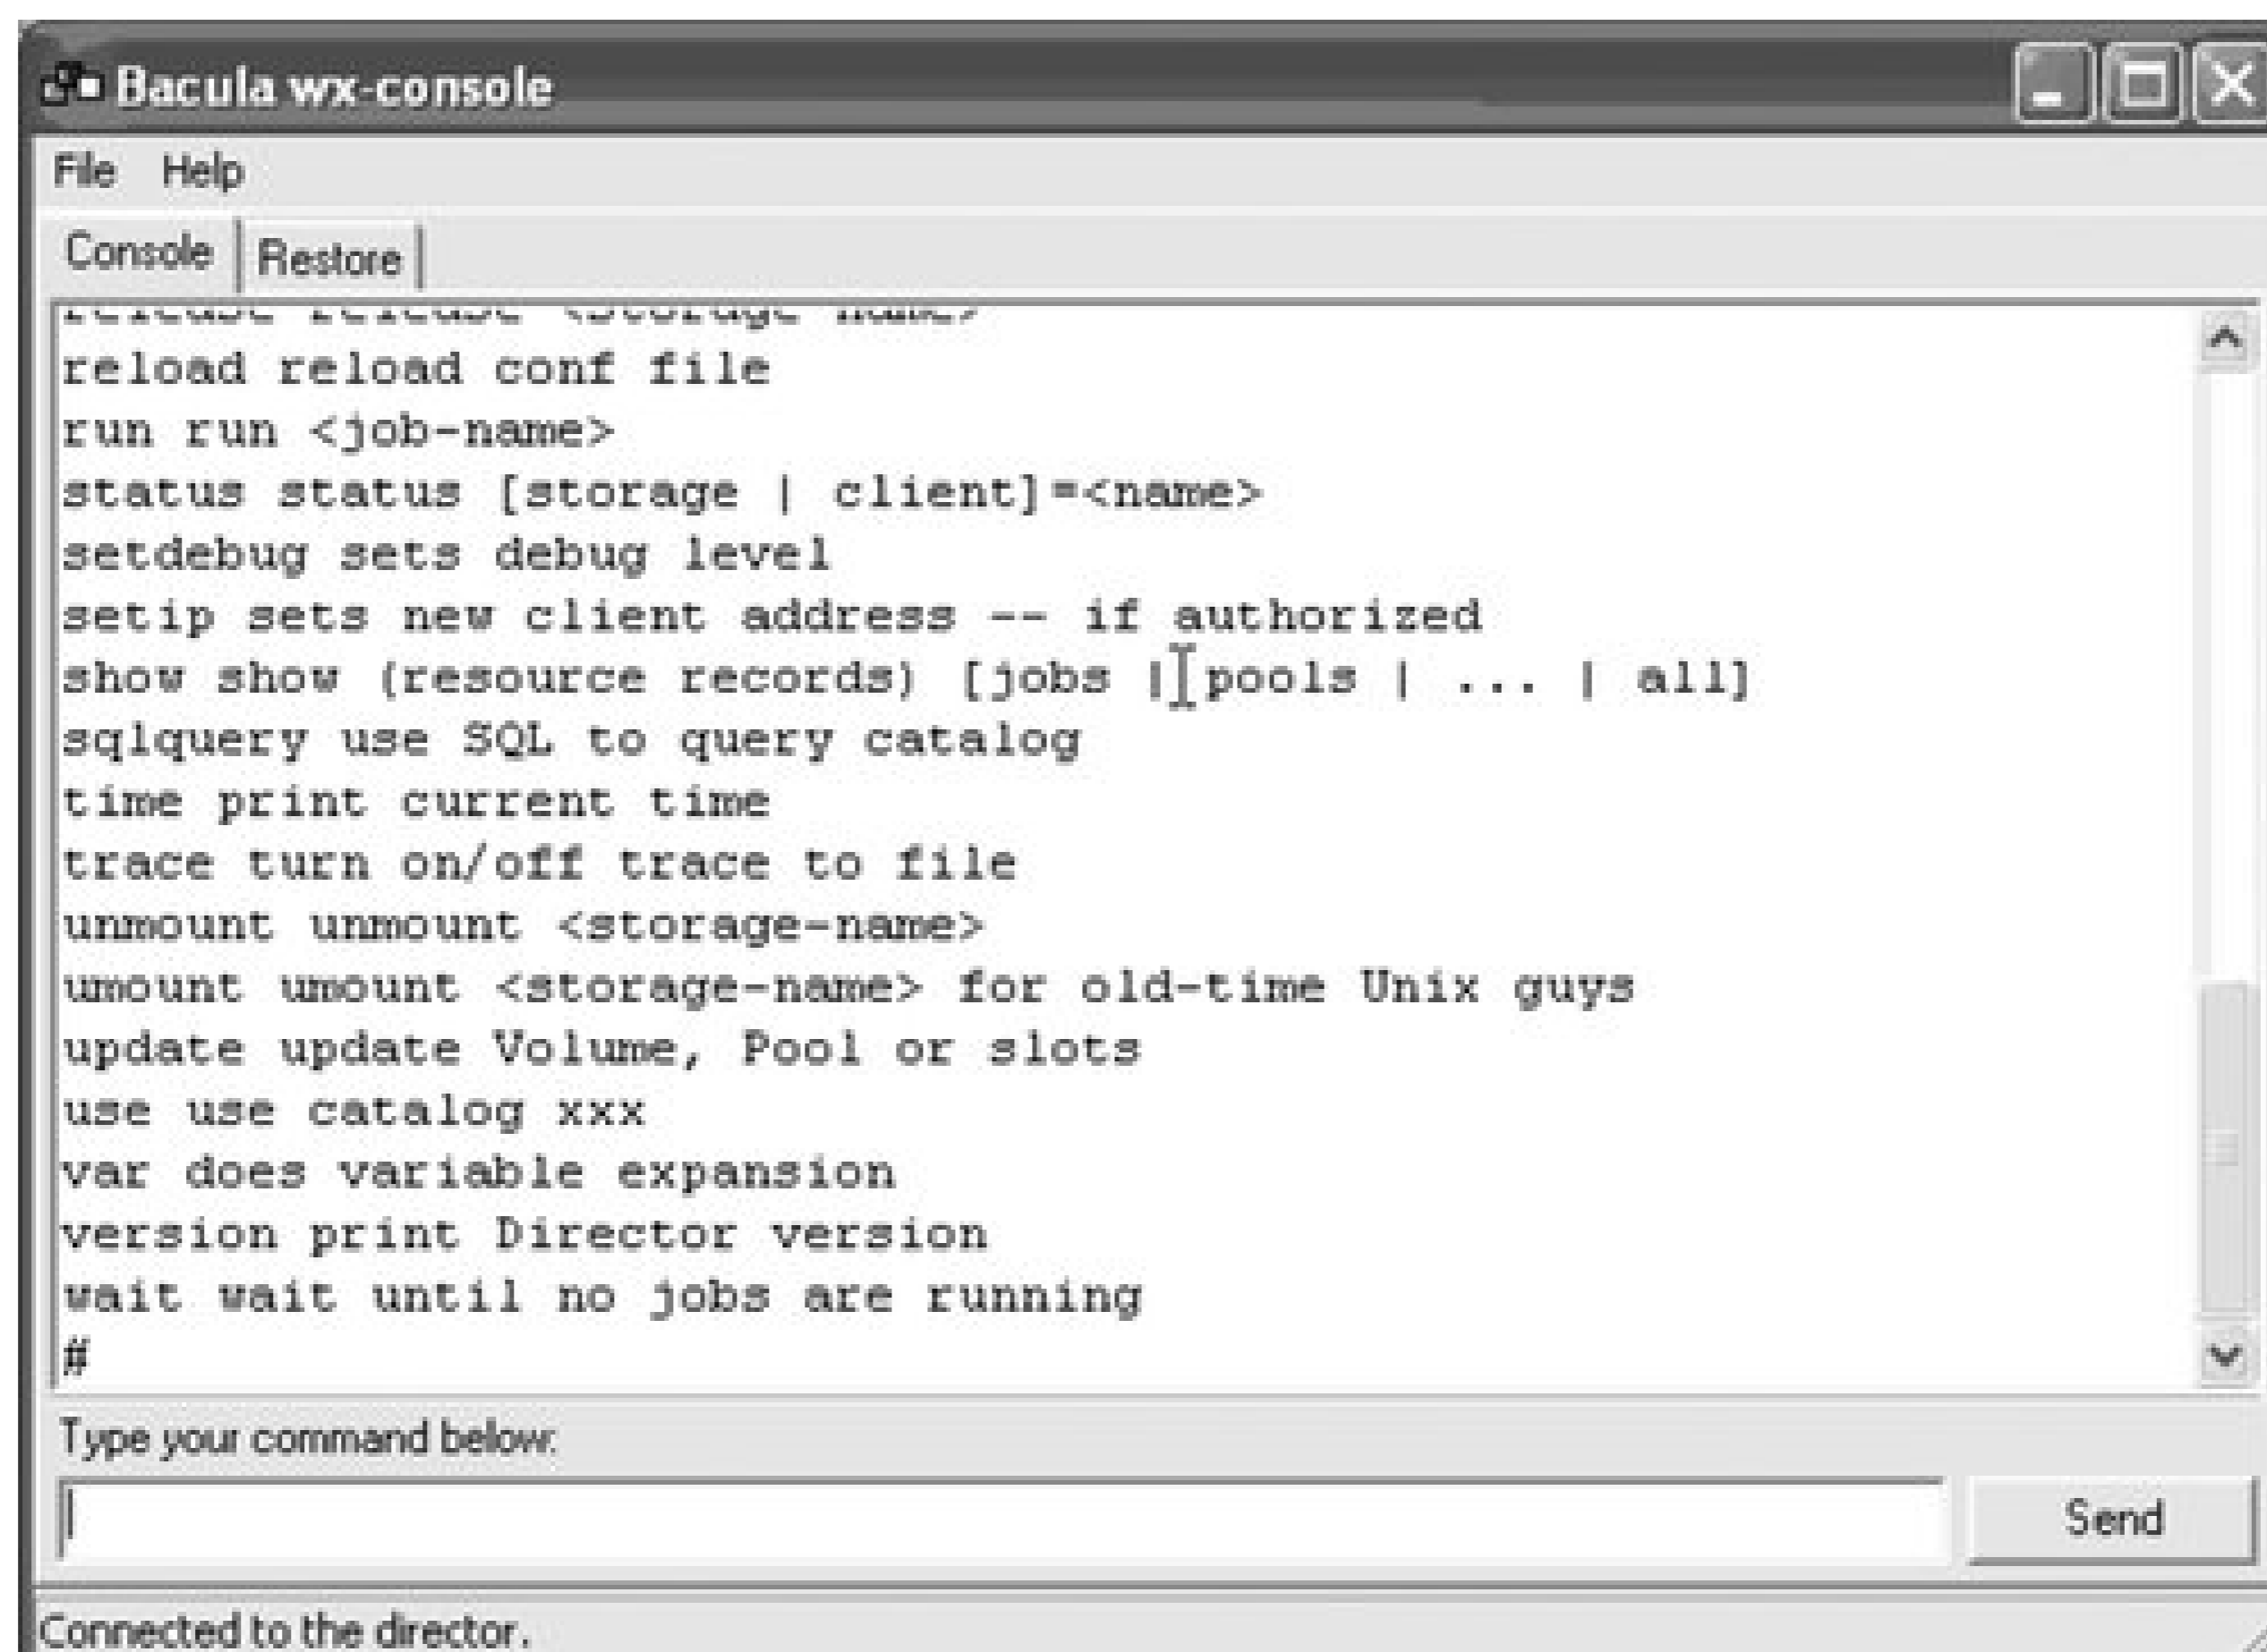 Bacula wx-console
File Help
Console Restore
reload reload conf file
run run <job-name>
status status [storage | client]=<name>
setdebug sets debug level
setip sets new client address -- if authorized
show show (resource records) [jobs | pools | ... | all]
sqlquery use SQL to query catalog
time print current time
trace turn on/off trace to file
unmount unmount <storage-name>
umount umount <storage-name> for old-time Unix guys
update update Volume, Pool or slots
use use catalog xxx
var does variable expansion
version print Director version
wait wait until no jobs are running
#
Type your command below:
Send
Connected to the director.